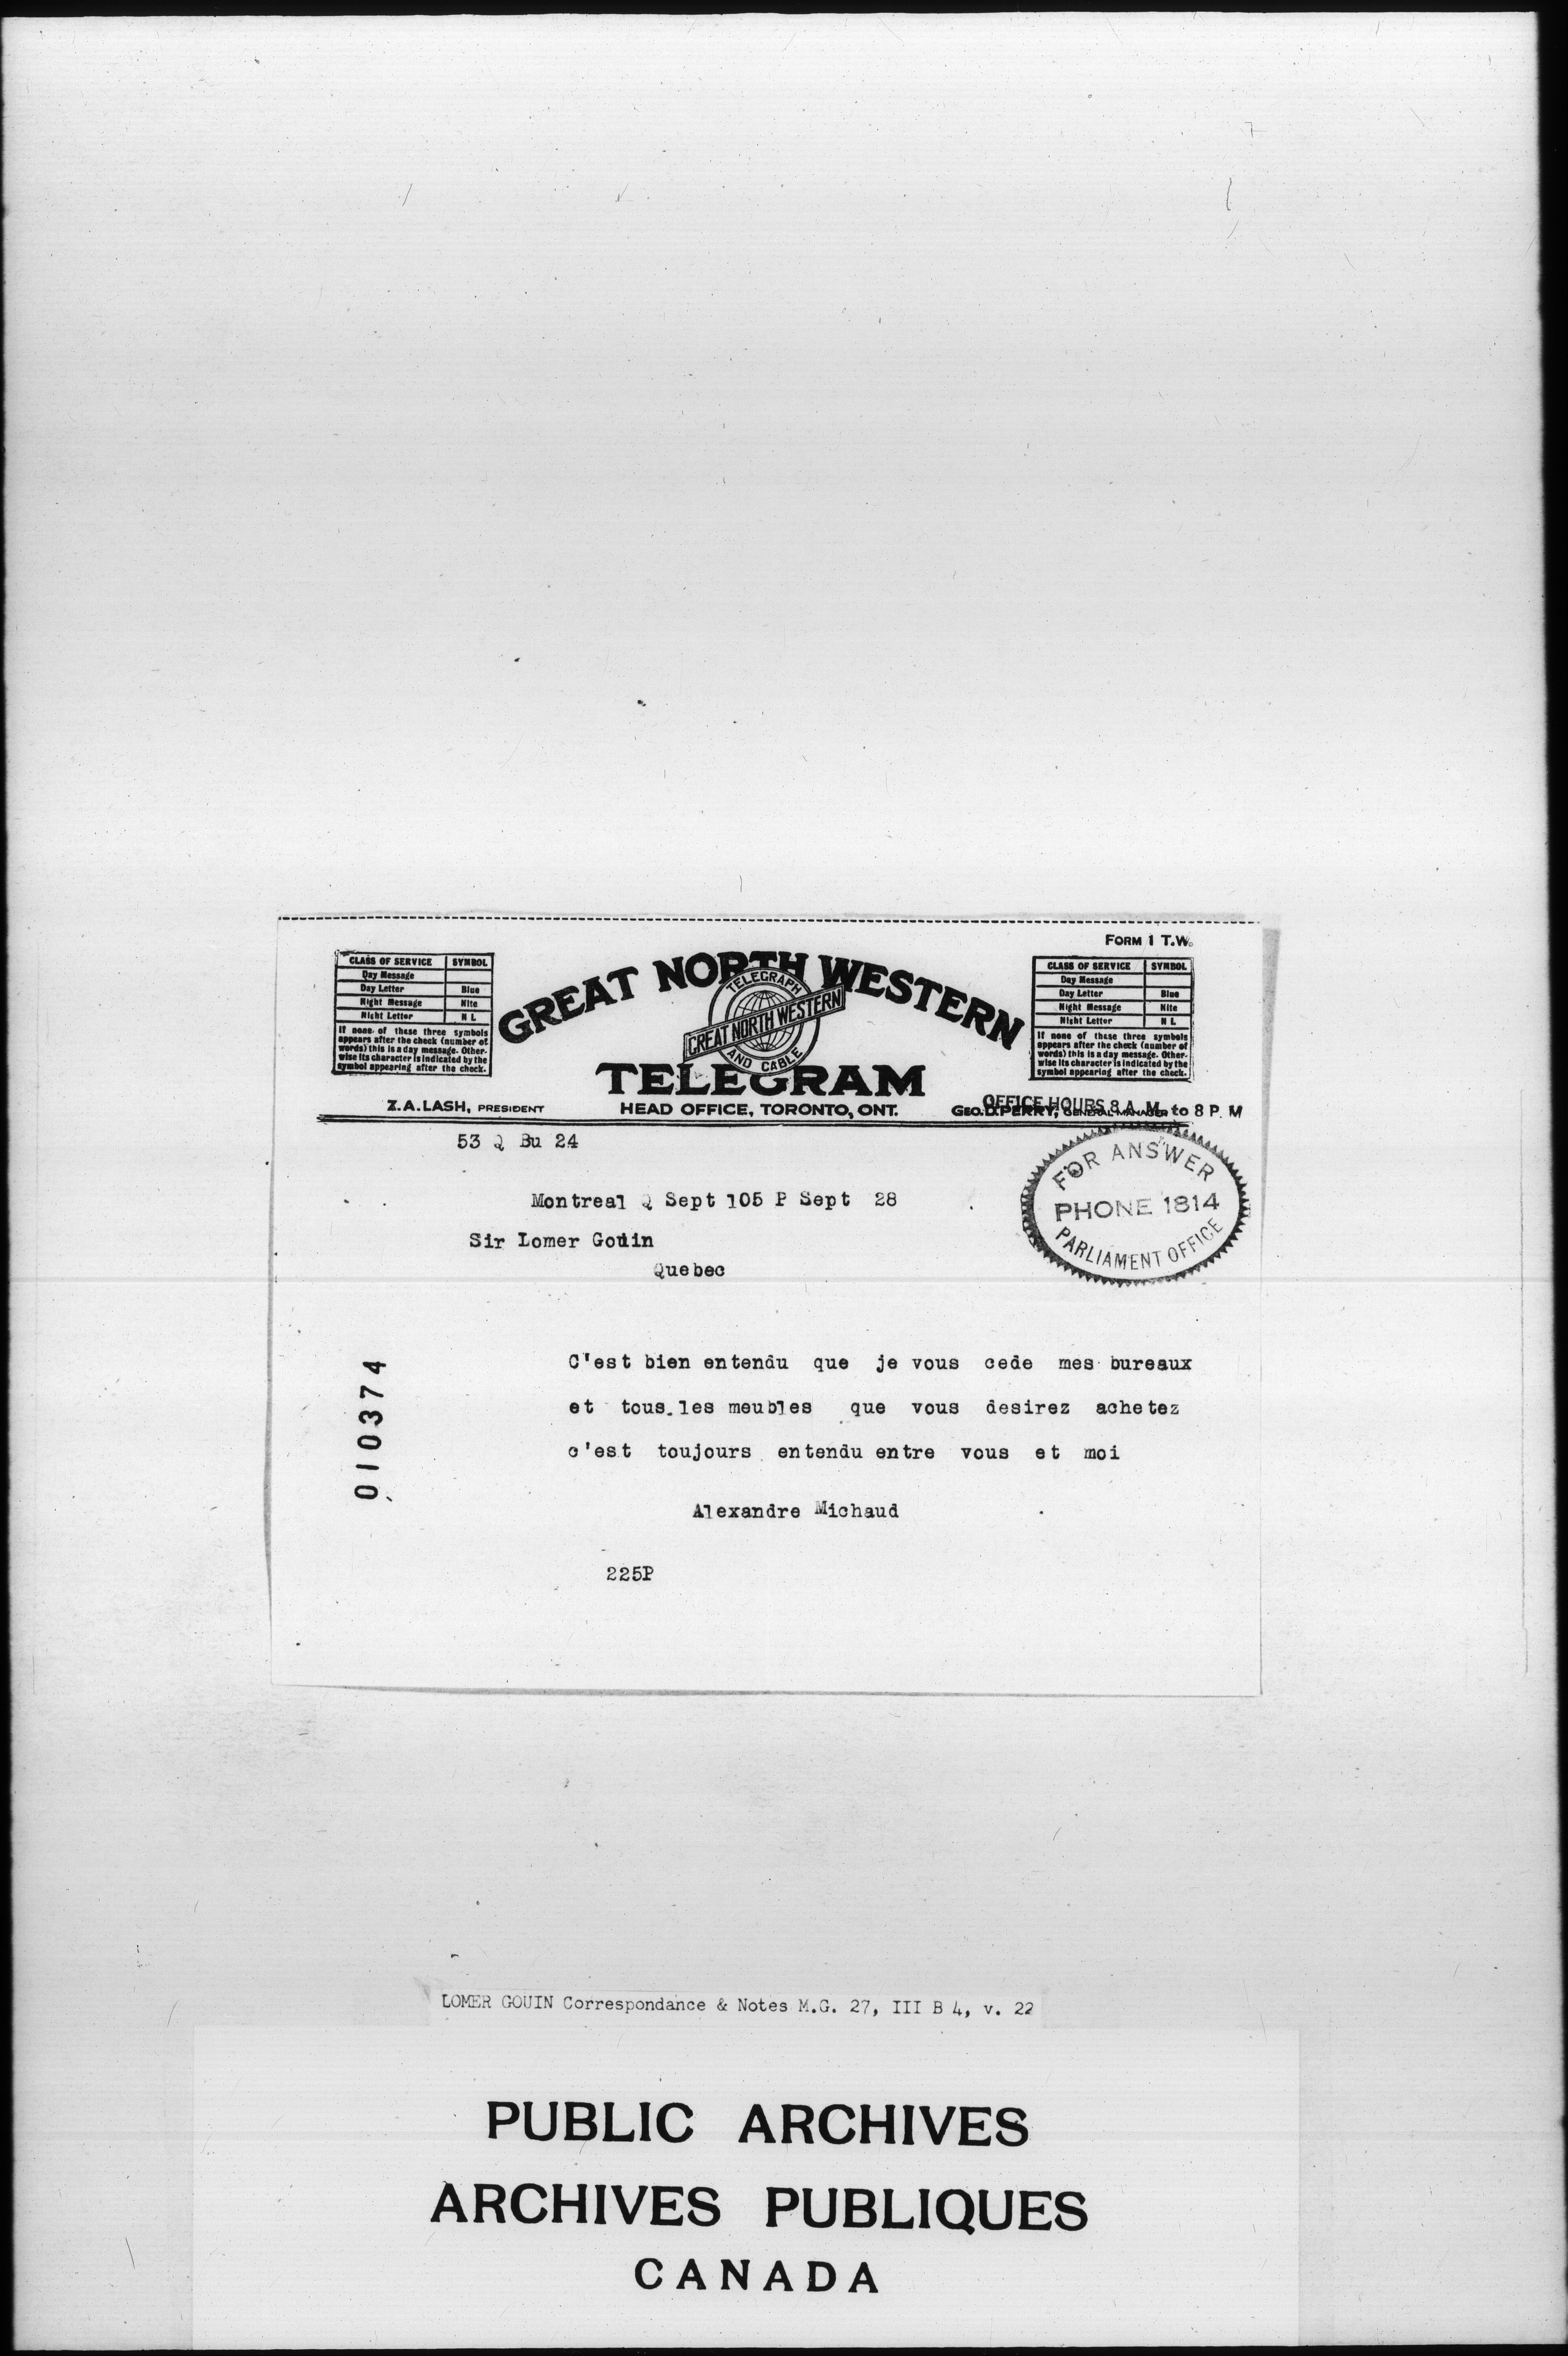 FORM 1 T.W.
CLASS OF SERVICE SYMBOL
Day Message
Day Letter Blue
Night Message Nite
Night Letter N L
If none of these three symbols
appears after the check (number of
words) this is a day message. Other-
wise its character is indicated by the
symbol appearing after the check.
GREAT NORTH WESTERN
TELEGRAPH
GREAT NORTH WESTERN
AND CABLE
TELEGRAM
CLASS OF SERVICE SYMBOL
Day Message
Day Letter Blue
Night Message Nite
Night Letter N L
If none of these three symbols
appears after the check (number of
words) this is a day message. Other-
wise its character is indicated by the
symbol appearing after the check.
Z.A. LASH, PRESIDENT
HEAD OFFICE, TORONTO, ONT.
GEO. D. PERRY, GENERAL MANAGER
OFFICE HOURS 8 A. M. to 8 P. M
53 Q Bu 24
FOR ANSWER
PHONE 1814
PARLIAMENT OFFICE
Montreal Q Sept 105 P Sept 28
Sir Lomer Gouin
Quebec
C'est bien entendu que je vous cede mes bureaux
et tous.les meubles que vous desirez achetez
c'est toujours entendu entre vous et moi
Alexandre Michaud
225P
010374
LOMER GOUIN Correspondance & Notes M.G. 27, III B 4, v. 22
PUBLIC ARCHIVES
ARCHIVES PUBLIQUES
CANADA